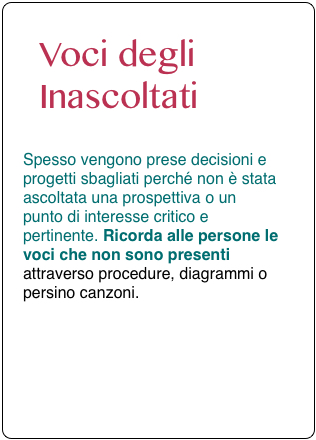 Voci degli
Inascoltati
Spesso vengono prese decisioni e
progetti sbagliati perché non è stata
ascoltata una prospettiva o un
punto di interesse critico e
pertinente. Ricorda alle persone le
voci che non sono presenti
attraverso procedure, diagrammi o
persino canzoni.